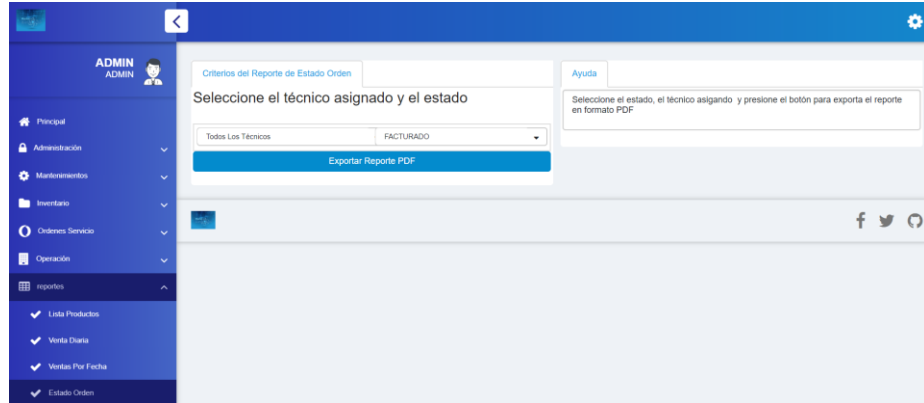 ADMIN
ADMIN
Principal
Administración
Mantenimientos
Inventario
Ordenes Servicio
Operación
reportes
Lista Productos
Venta Diaria
Ventas Por Fecha
Estado Orden
Criterios del Reporte de Estado Orden
Seleccione el técnico asignado y el estado
Todos Los Técnicos
FACTURADO
Exportar Reporte PDF
Ayuda
Seleccione el estado, el técnico asigando y presione el botón para exporta el reporte
en formato PDF